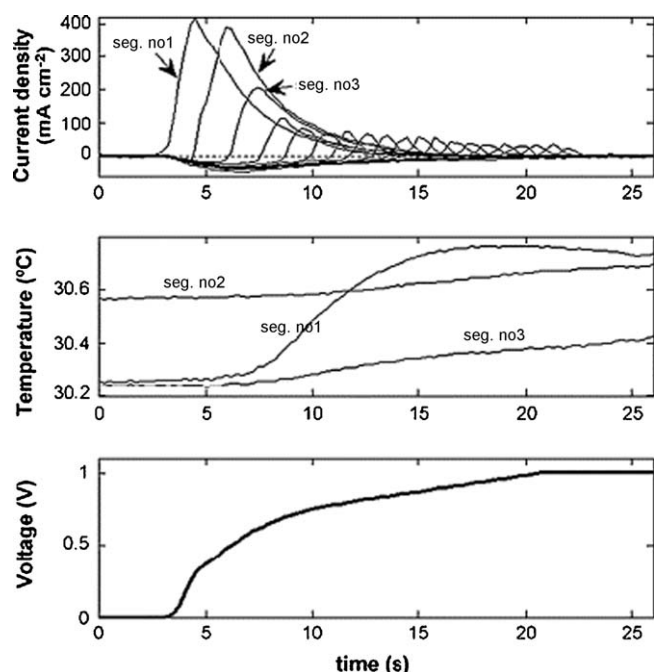 Current density
(mA cm-2)
400
300
200
100
0
seg. no1
seg. no2
seg. no3
0 5 10 15 20 25
Temperature (ºC)
30.6
30.4
30.2
seg. no2
seg. no1
seg. no3
0 5 10 15 20 25
Voltage (V)
1
0.5
0
0 5 10 15 20 25
time (s)